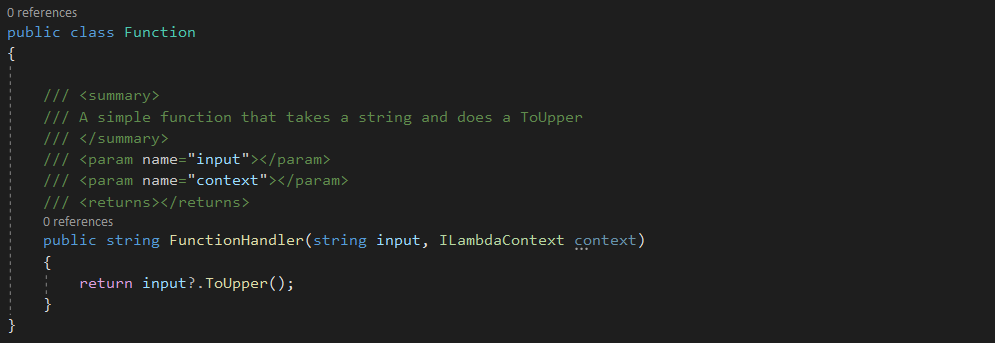 0 references
public class Function
{
/// <summary>
/// A simple function that takes a string and does a ToUpper
/// </summary>
/// <param name="input"></param>
/// <param name="context"></param>
/// <returns></returns>
0 references
public string FunctionHandler(string input, ILambdaContext context)
{
return input?.ToUpper();
}
}